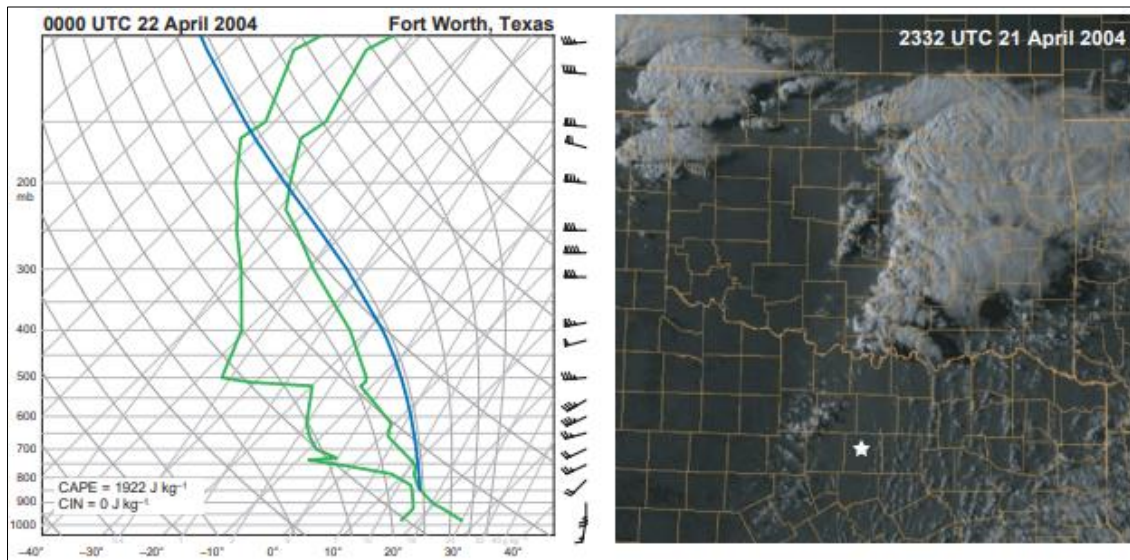 0000 UTC 22 April 2004 Fort Worth, Texas
2332 UTC 21 April 2004
200
mb
300
400
500
600
700
800
900
1000
CAPE = 1922 J kg⁻¹
CIN = 0 J kg⁻¹
–40° –30° –20° –10° 0° 10° 20° 30° 40°